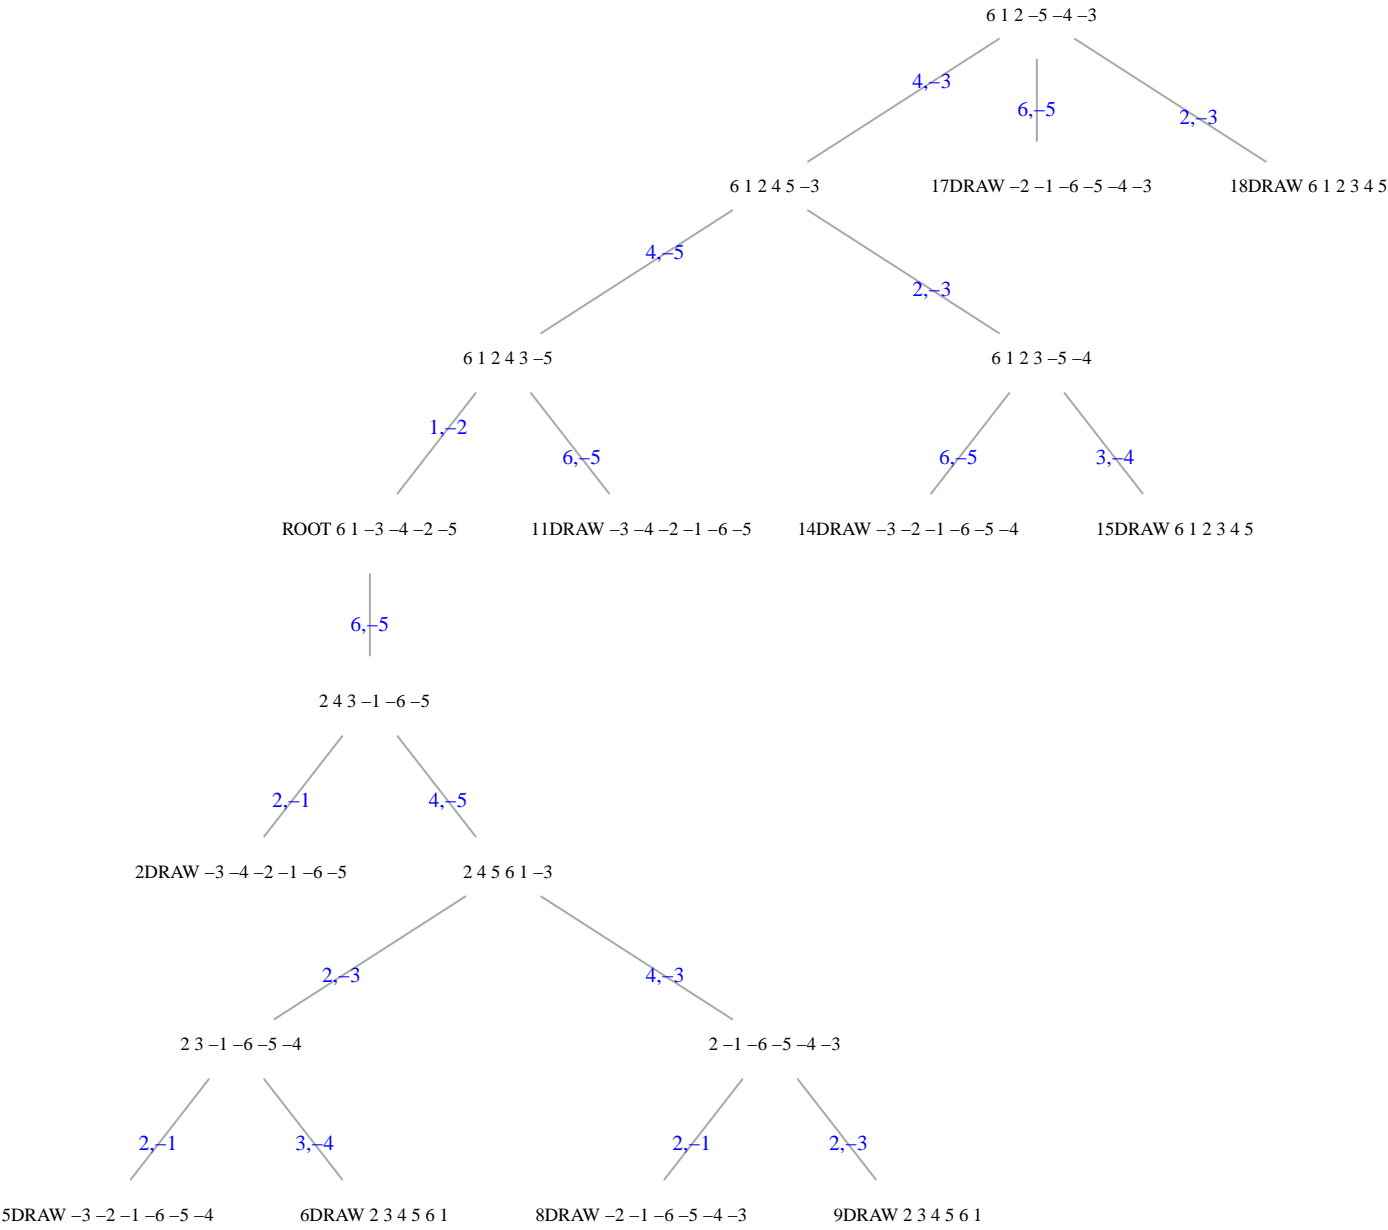 6 1 2 –5 –4 –3
4,–3
6,–5
2,–3
6 1 2 4 5 –3
17DRAW –2 –1 –6 –5 –4 –3
18DRAW 6 1 2 3 4 5
4,–5
2,–3
6 1 2 4 3 –5
6 1 2 3 –5 –4
1,–2
6,–5
6,–5
3,–4
ROOT 6 1 –3 –4 –2 –5
11DRAW –3 –4 –2 –1 –6 –5
14DRAW –3 –2 –1 –6 –5 –4
15DRAW 6 1 2 3 4 5
6,–5
2 4 3 –1 –6 –5
2,–1
4,–5
2DRAW –3 –4 –2 –1 –6 –5
2 4 5 6 1 –3
2,–3
4,–3
2 3 –1 –6 –5 –4
2 –1 –6 –5 –4 –3
2,–1
3,–4
2,–1
2,–3
5DRAW –3 –2 –1 –6 –5 –4
6DRAW 2 3 4 5 6 1
8DRAW –2 –1 –6 –5 –4 –3
9DRAW 2 3 4 5 6 1